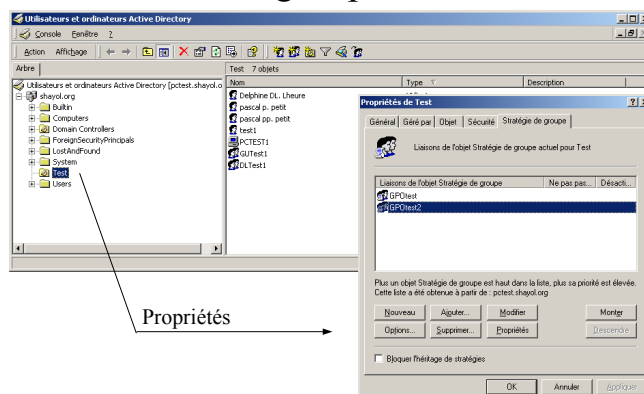 Utilisateurs et ordinateurs Active Directory
Console Fenêtre ?
Action Affichage
Arbre
Test 7 objets
Utilisateurs et ordinateurs Active Directory [pctest.shayol.o
shayol.org
Builtin
Computers
Domain Controllers
ForeignSecurityPrincipals
LostAndFound
System
Test
Users
Nom Type Description
Delphine DL. Lheure
pascal p. petit
pascal pp. petit
test1
PCTEST1
GUTest1
DLTest1
Propriétés
Propriétés de Test
Général Géré par Objet Sécurité Stratégie de groupe
Liaisons de l'objet Stratégie de groupe actuel pour Test
Liaisons de l'objet Stratégie de groupe Ne pas pas... Désacti...
GPOtest
GPOtest2
Plus un objet Stratégie de groupe est haut dans la liste, plus sa priorité est élevée.
Cette liste a été obtenue à partir de : pctest.shayol.org
Nouveau Ajouter... Modifier Monter
Options... Supprimer... Propriétés Descendre
Bloquer l'héritage de stratégies
OK Annuler Appliquer